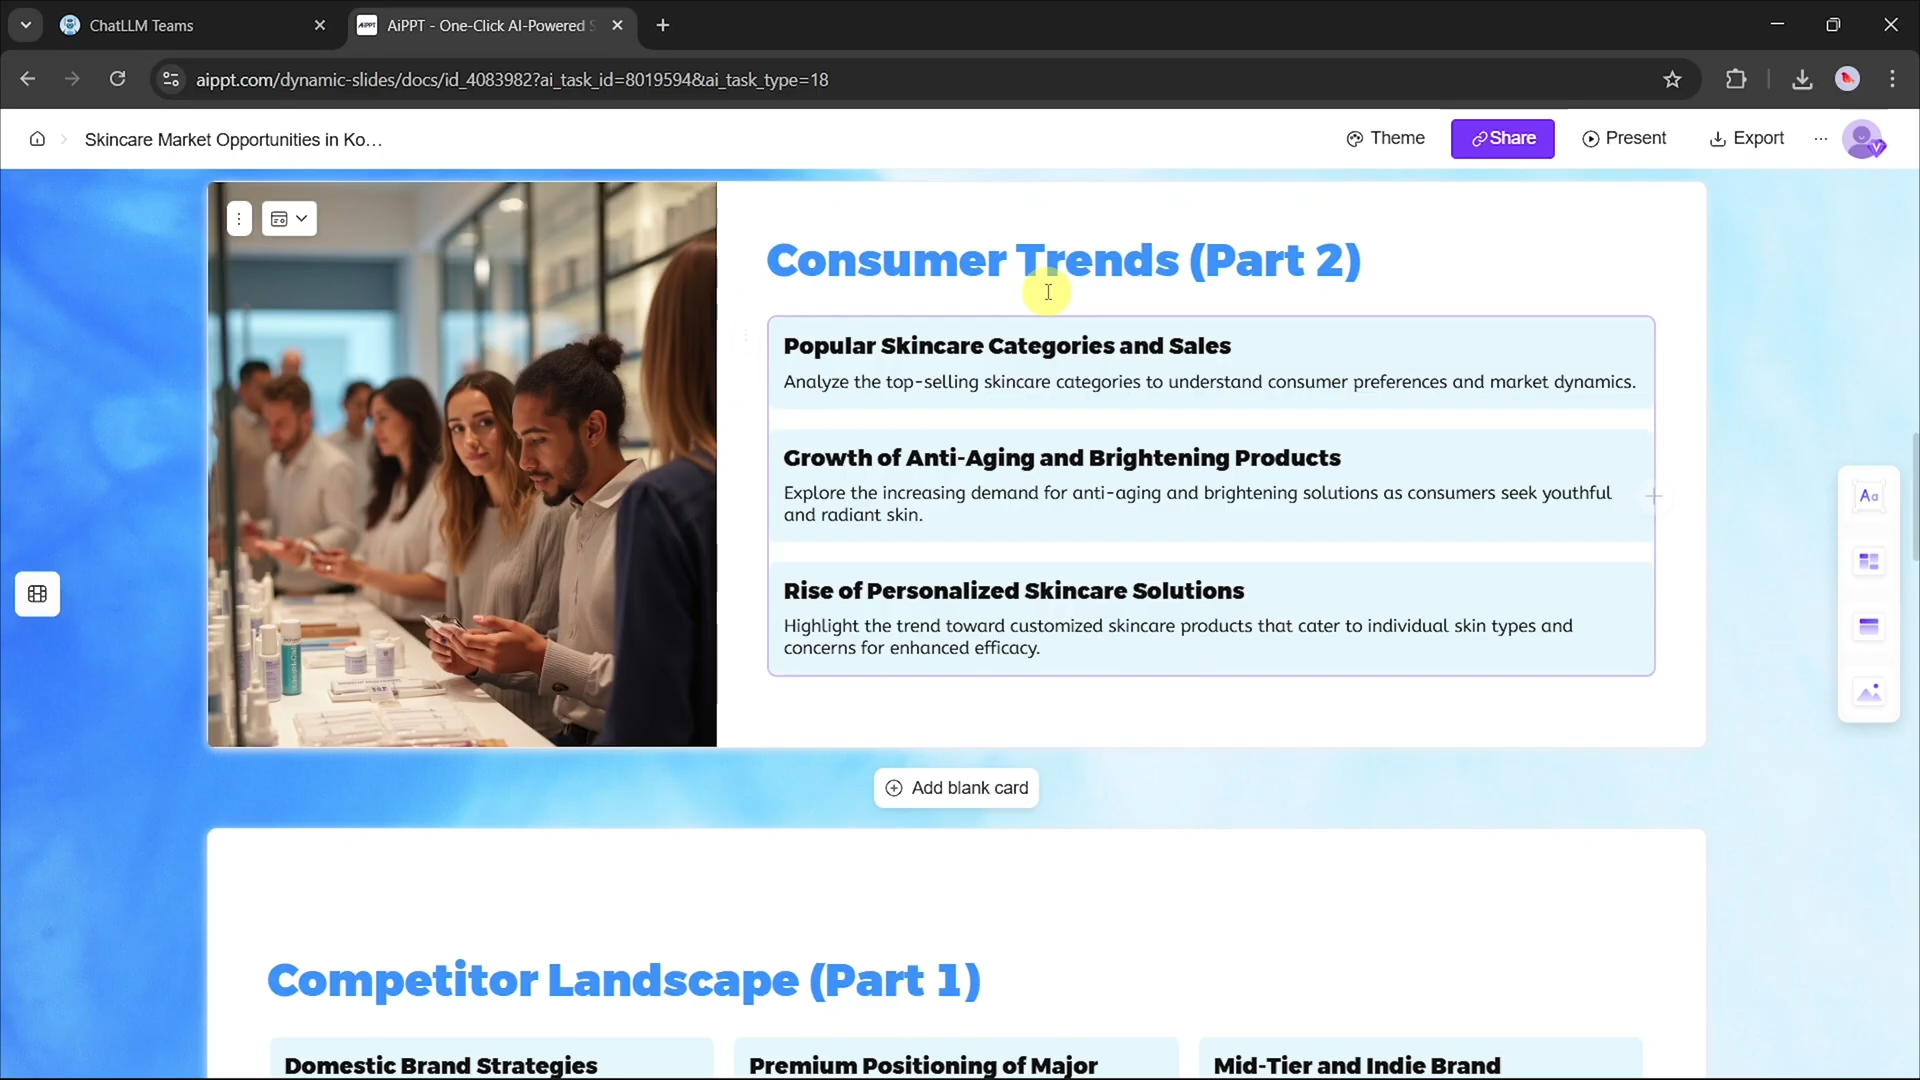 ChatLLM Teams
AiPPT
AiPPT - One-Click AI-Powered S
aippt.com/dynamic-slides/docs/id_4083982?ai_task_id=8019594&ai_task_type=18
Skincare Market Opportunities in Ko...
Theme
Share
Present
Export
Consumer Trends (Part 2)
Popular Skincare Categories and Sales
Analyze the top-selling skincare categories to understand consumer preferences and market dynamics.
Growth of Anti-Aging and Brightening Products
Explore the increasing demand for anti-aging and brightening solutions as consumers seek youthful
and radiant skin.
Rise of Personalized Skincare Solutions
Highlight the trend toward customized skincare products that cater to individual skin types and
concerns for enhanced efficacy.
Aa
Add blank card
Competitor Landscape (Part 1)
Domestic Brand Strategies
Premium Positioning of Major
Mid-Tier and Indie Brand